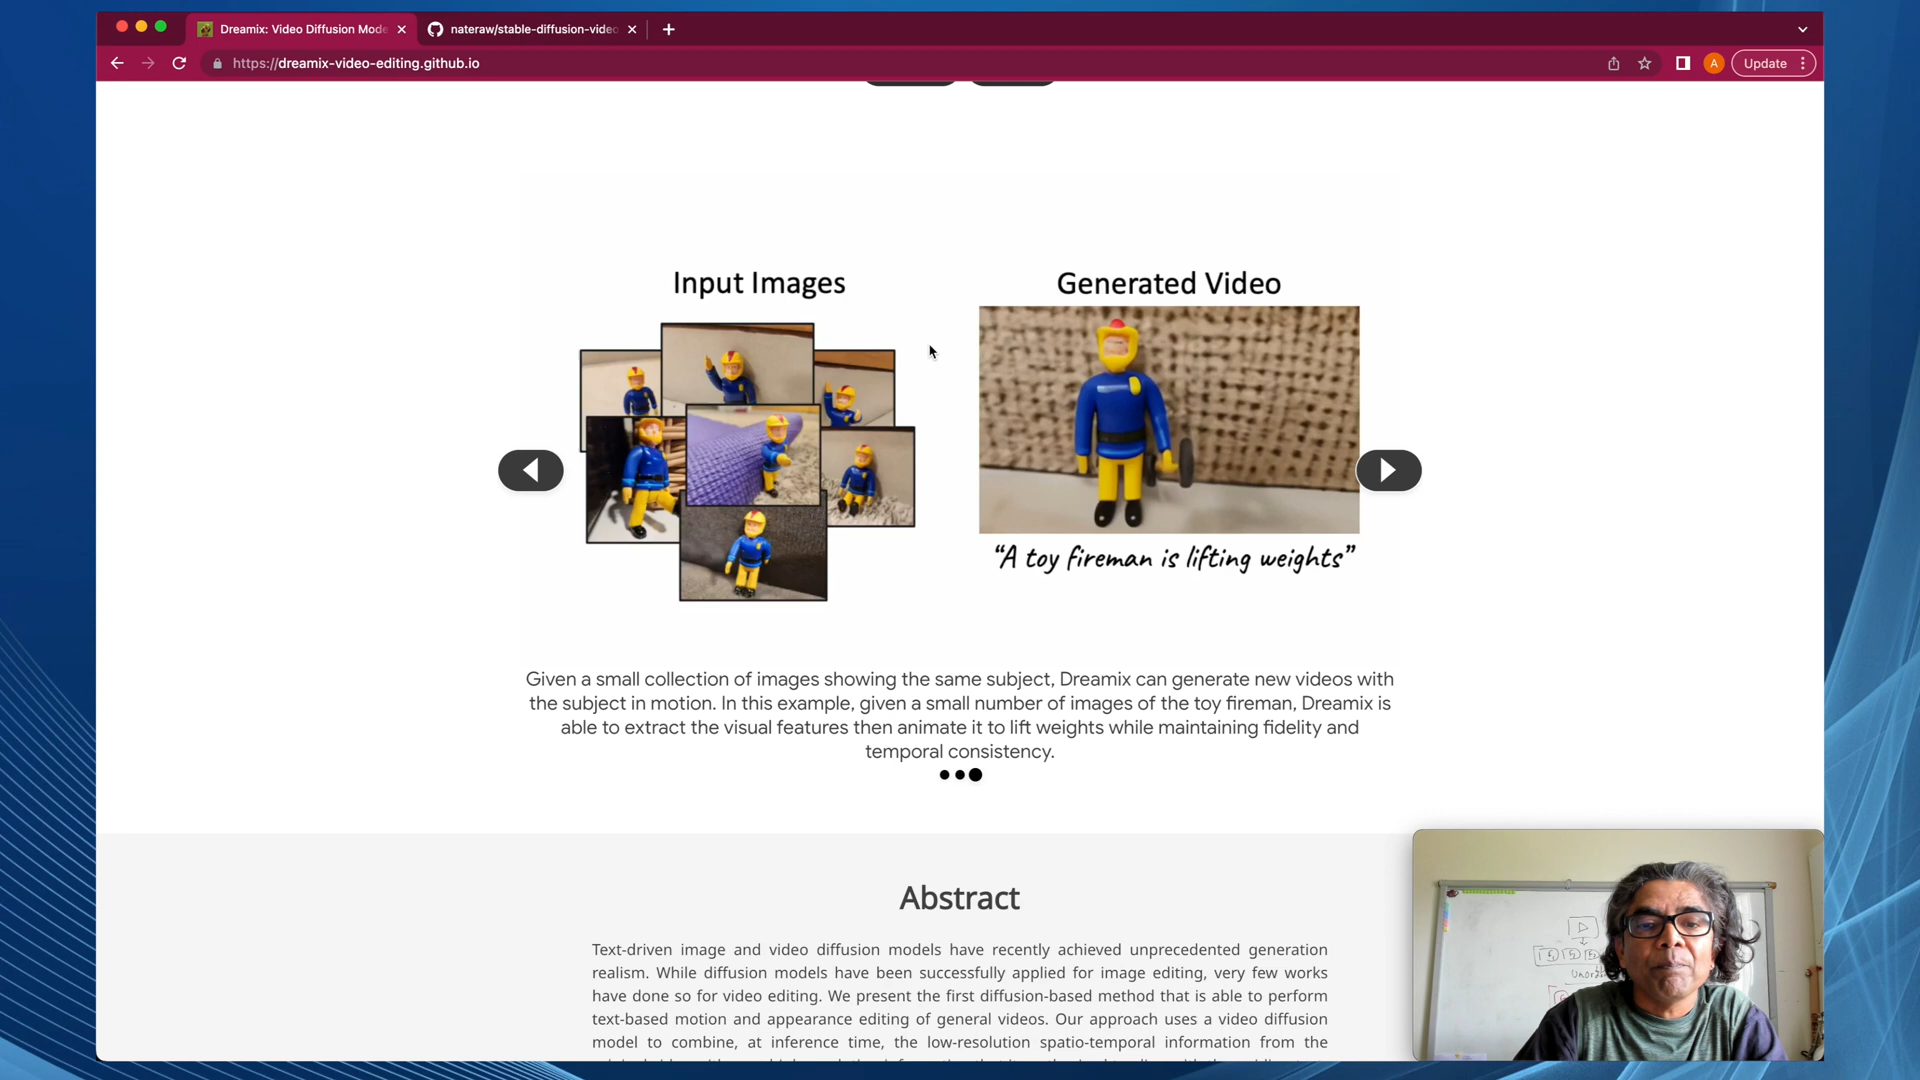 Dreamix: Video Diffusion Mode
nateraw/stable-diffusion-video
https://dreamix-video-editing.github.io
A
Update
Input Images
Generated Video
“A toy fireman is lifting weights”
Given a small collection of images showing the same subject, Dreamix can generate new videos with
the subject in motion. In this example, given a small number of images of the toy fireman, Dreamix is
able to extract the visual features then animate it to lift weights while maintaining fidelity and
temporal consistency.
Abstract
Text-driven image and video diffusion models have recently achieved unprecedented generation
realism. While diffusion models have been successfully applied for image editing, very few works
have done so for video editing. We present the first diffusion-based method that is able to perform
text-based motion and appearance editing of general videos. Our approach uses a video diffusion
model to combine, at inference time, the low-resolution spatio-temporal information from the